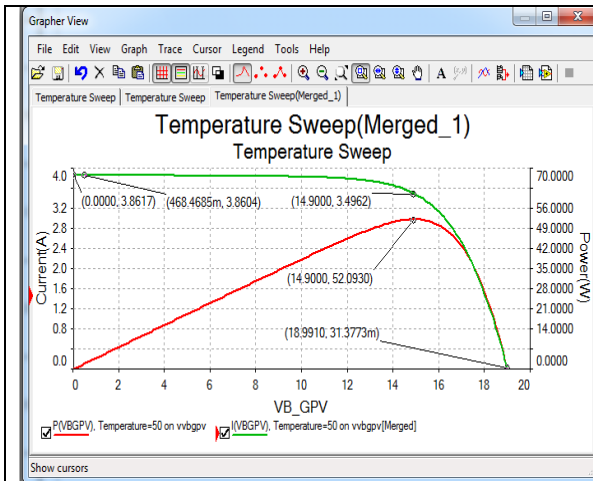 Grapher View
File Edit View Graph Trace Cursor Legend Tools Help
Temperature Sweep Temperature Sweep Temperature Sweep(Merged_1)
Temperature Sweep(Merged_1)
Temperature Sweep
4.0 70.0000
(0.0000, 3.8617) (468.4685m, 3.8604) (14.9000, 3.4962) 63.0000
3.2 56.0000
2.8 49.0000
2.4 42.0000
2.0 35.0000
(14.9000, 52.0930)
1.6 28.0000
1.2 21.0000
0.8 14.0000
(18.9910, 31.3773m)
0.0 0.0000
Current(A)
Power(W)
0 2 4 6 8 10 12 14 16 18 20
VB_GPV
P(VBGPV), Temperature=50 on vvbgpv I(VBGPV), Temperature=50 on vvbgpv[Merged]
Show cursors